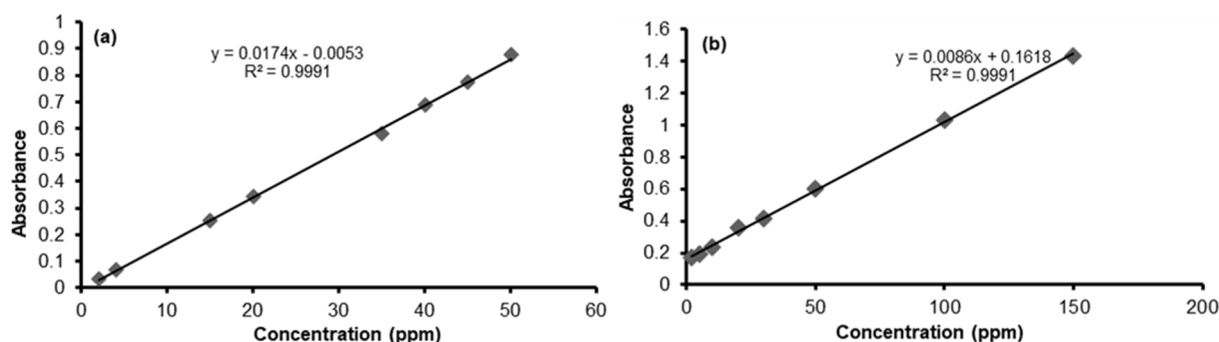 (a)
y = 0.0174x - 0.0053
R² = 0.9991
1
0.9
0.8
0.7
0.6
0.5
0.4
0.3
0.2
0.1
0
Absorbance
0 10 20 30 40 50 60
Concentration (ppm)
(b)
y = 0.0086x + 0.1618
R² = 0.9991
1.6
1.4
1.2
1
0.8
0.6
0.4
0.2
0
Absorbance
0 50 100 150 200
Concentration (ppm)